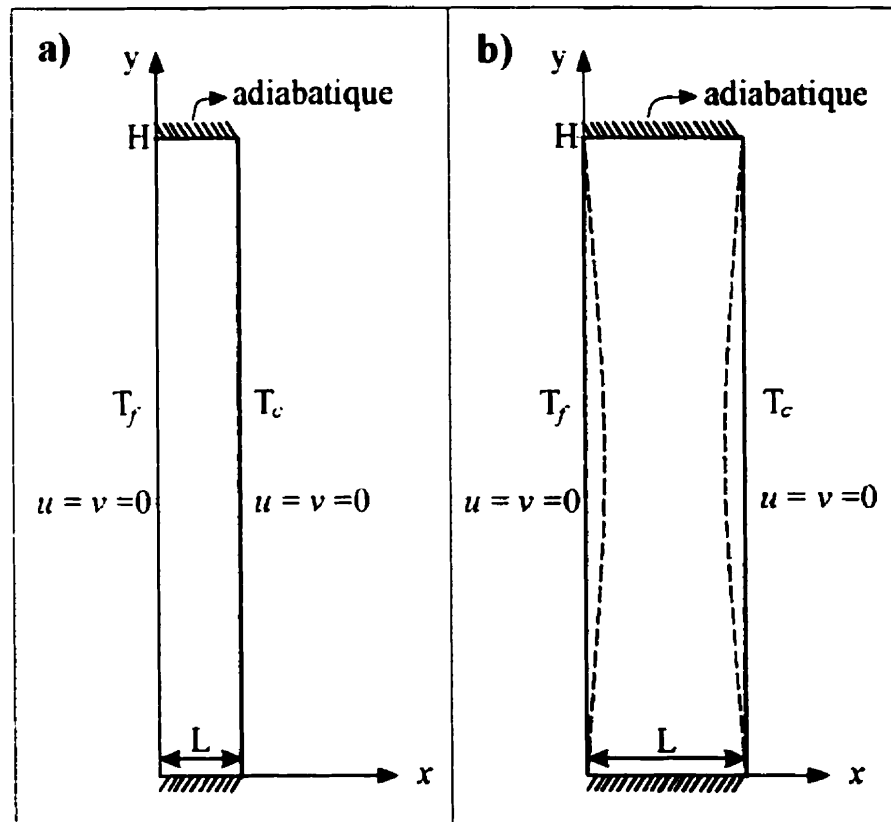 a)
y
adiabatique
H
T_f
T_c
u = v =0
u = v =0
L
x
b)
y
adiabatique
H
T_f
T_c
u = v =0
u = v =0
L
x